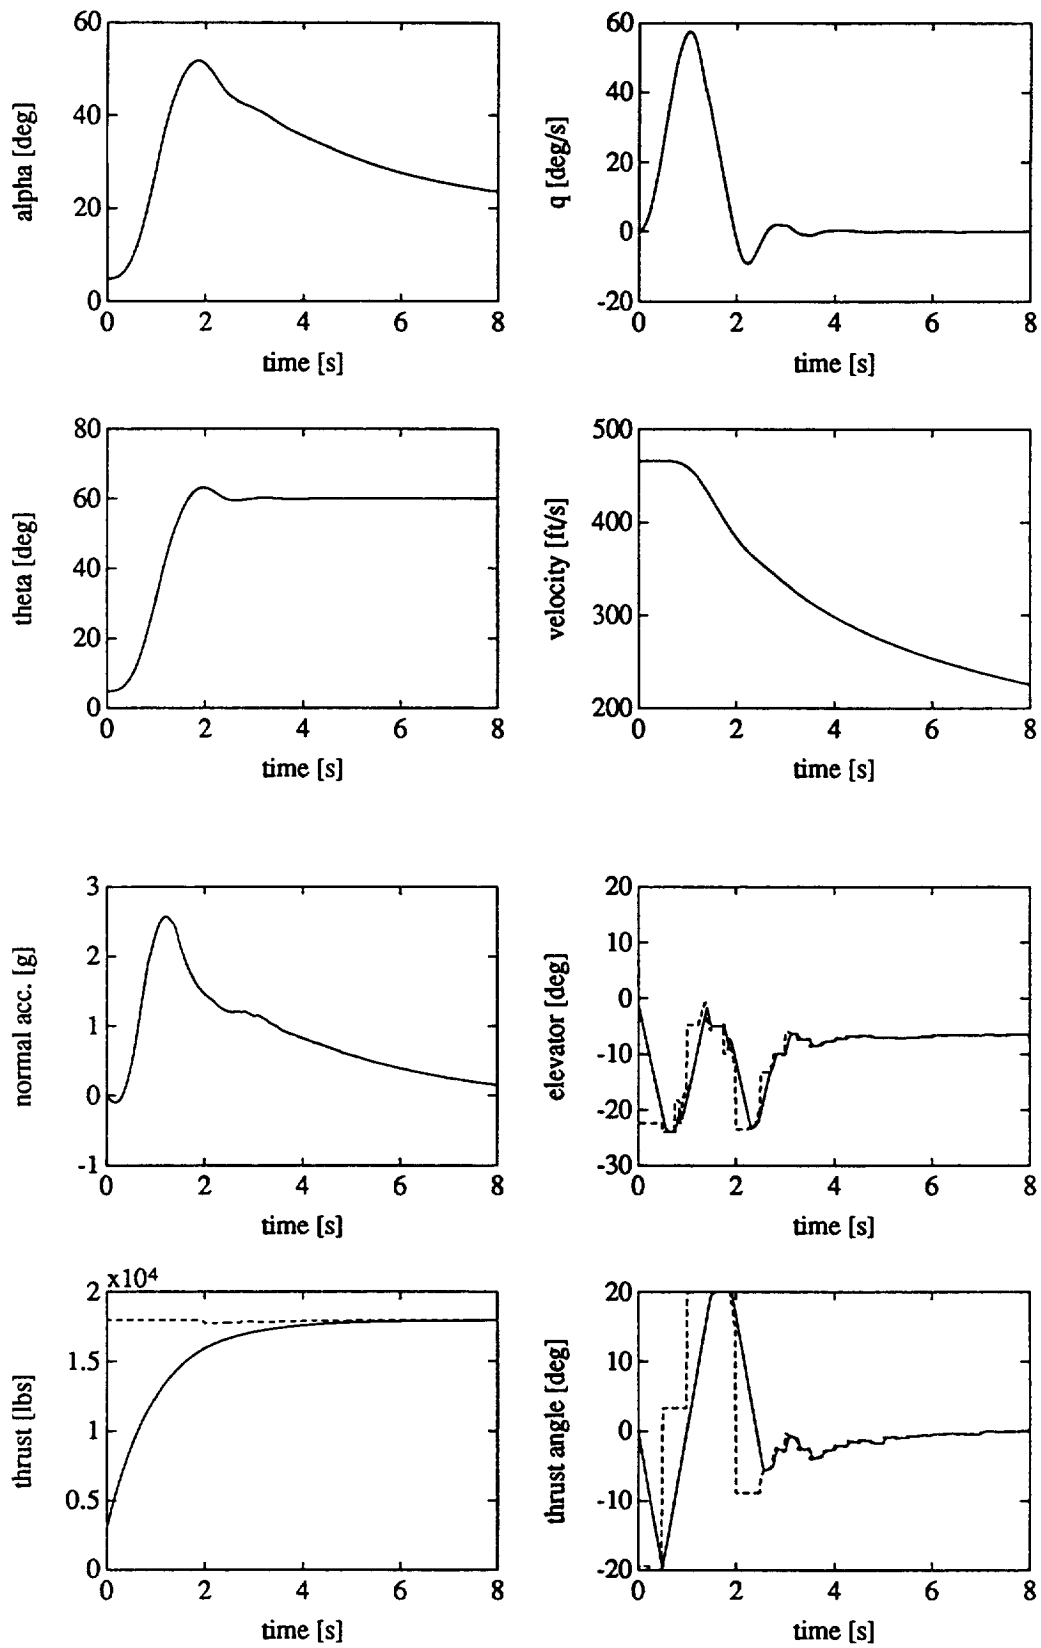 60
40
20
0
0 2 4 6 8
alpha [deg]
time [s]
60
40
20
0
-20
0 2 4 6 8
q [deg/s]
time [s]
80
60
40
20
0
0 2 4 6 8
theta [deg]
time [s]
500
400
300
200
0 2 4 6 8
velocity [ft/s]
time [s]
3
2
1
0
-1
0 2 4 6 8
normal acc. [g]
time [s]
20
10
0
-10
-20
-30
0 2 4 6 8
elevator [deg]
time [s]
x10⁴
2
1.5
1
0.5
0
0 2 4 6 8
thrust [lbs]
time [s]
20
10
0
-10
-20
0 2 4 6 8
thrust angle [deg]
time [s]